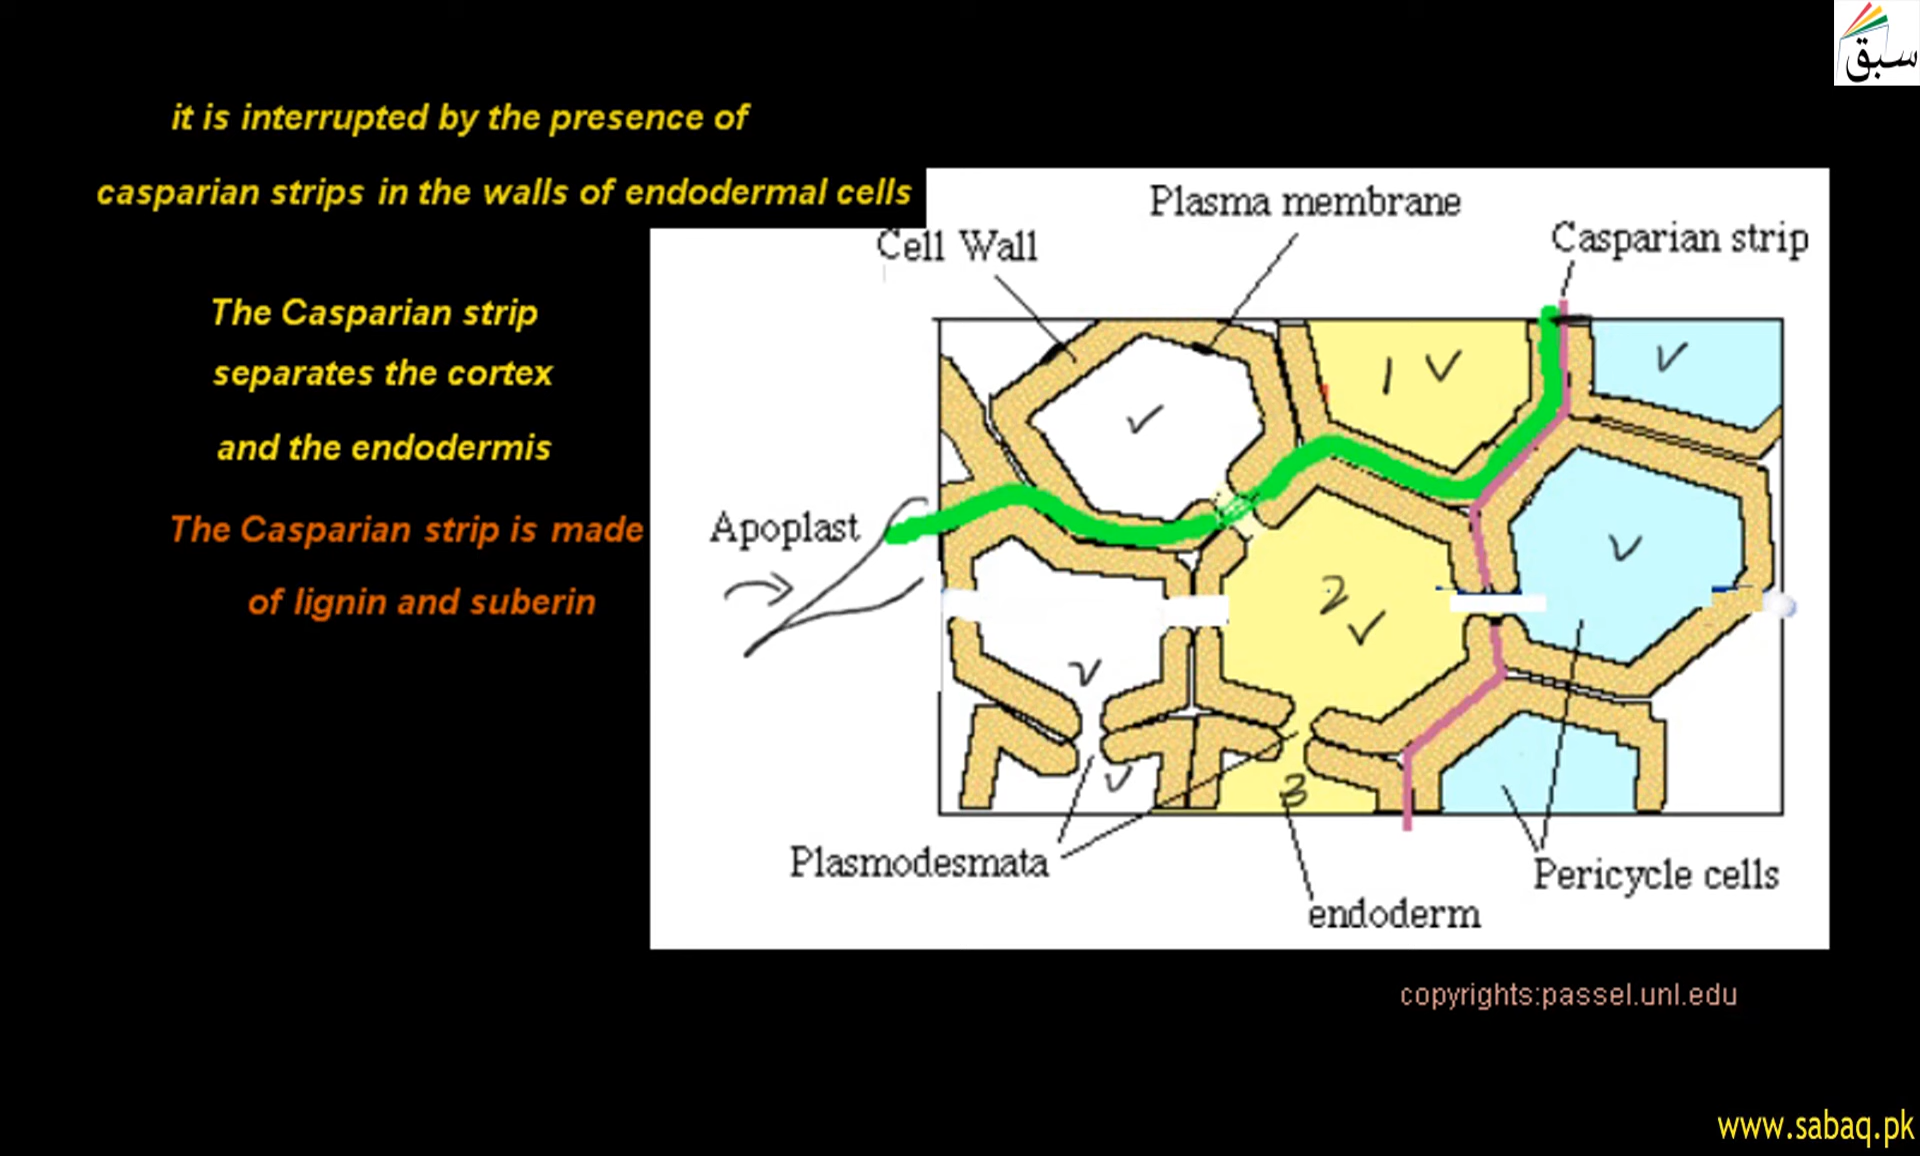 سبق
it is interrupted by the presence of
casparian strips in the walls of endodermal cells
The Casparian strip
separates the cortex
and the endodermis
The Casparian strip is made
of lignin and suberin
Plasma membrane
Cell Wall
Casparian strip
1
Apoplast
2
3
Plasmodesmata
Pericycle cells
endoderm
copyrights:passel.unl.edu
www.sabaq.pk